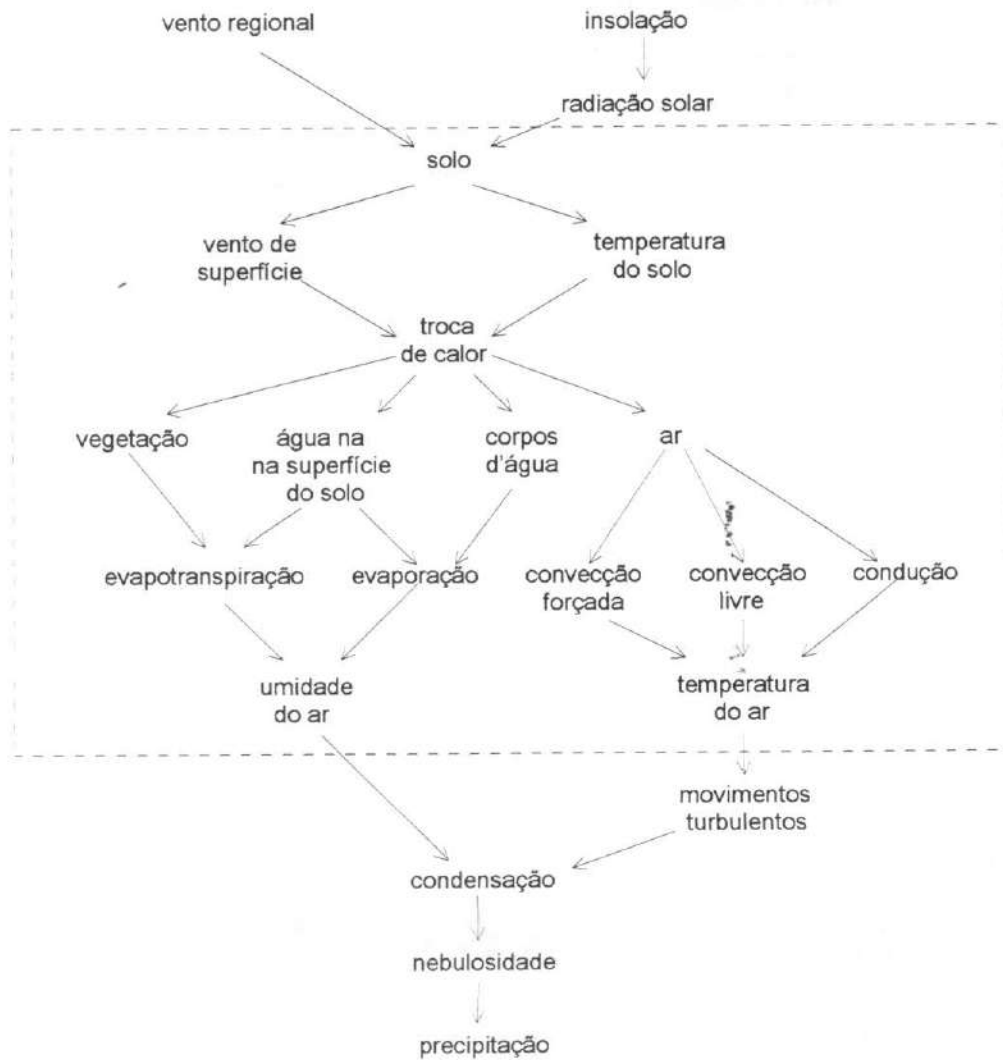 vento regional
insolação
radiação solar
solo
vento de
superfície
temperatura
do solo
troca
de calor
vegetação
água na
na superfície
do solo
corpos
d'água
ar
evapotranspiração
evaporação
convecção
forçada
convecção
livre
condução
umidade
do ar
temperatura
do ar
movimentos
turbulentos
condensação
nebulosidade
precipitação